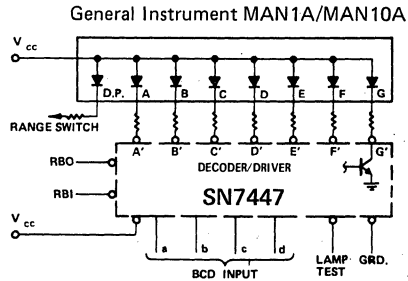 General Instrument MAN1A/MAN10A
Vcc
D.P. A B C D E F G
RANGE SWITCH
A' B' C' D' E' F' G'
RBO
DECODER/DRIVER
SN7447
RBI
Vcc
a b c d
BCD INPUT
LAMP TEST
GRD.